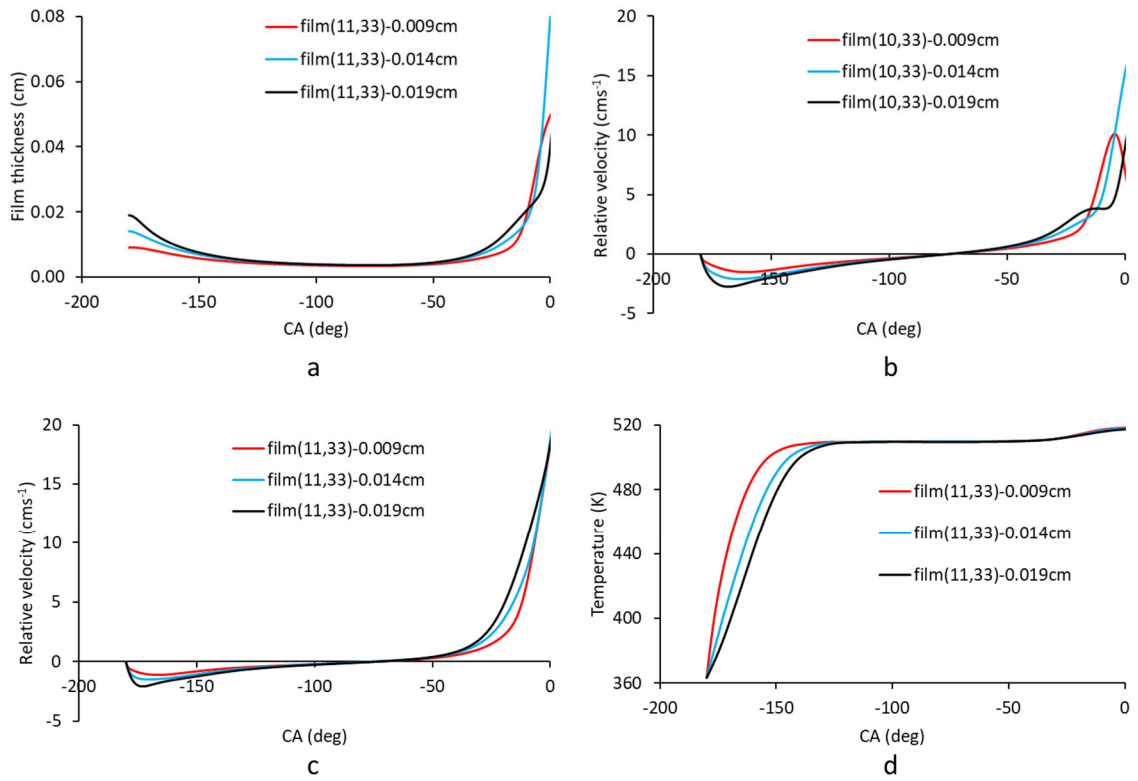 0.08
0.06
0.04
0.02
0.00
-200
-150
-100
-50
0
Film thickness (cm)
CA (deg)
film(11,33)-0.009cm
film(11,33)-0.014cm
film(11,33)-0.019cm
a
20
15
10
5
0
-5
-200
-150
-100
-50
0
Relative velocity (cms⁻¹)
CA (deg)
film(10,33)-0.009cm
film(10,33)-0.014cm
film(10,33)-0.019cm
b
20
15
10
5
0
-5
-200
-150
-100
-50
0
Relative velocity (cms⁻¹)
CA (deg)
film(11,33)-0.009cm
film(11,33)-0.014cm
film(11,33)-0.019cm
c
520
480
440
400
360
-200
-150
-100
-50
0
Temperature (K)
CA (deg)
film(11,33)-0.009cm
film(11,33)-0.014cm
film(11,33)-0.019cm
d